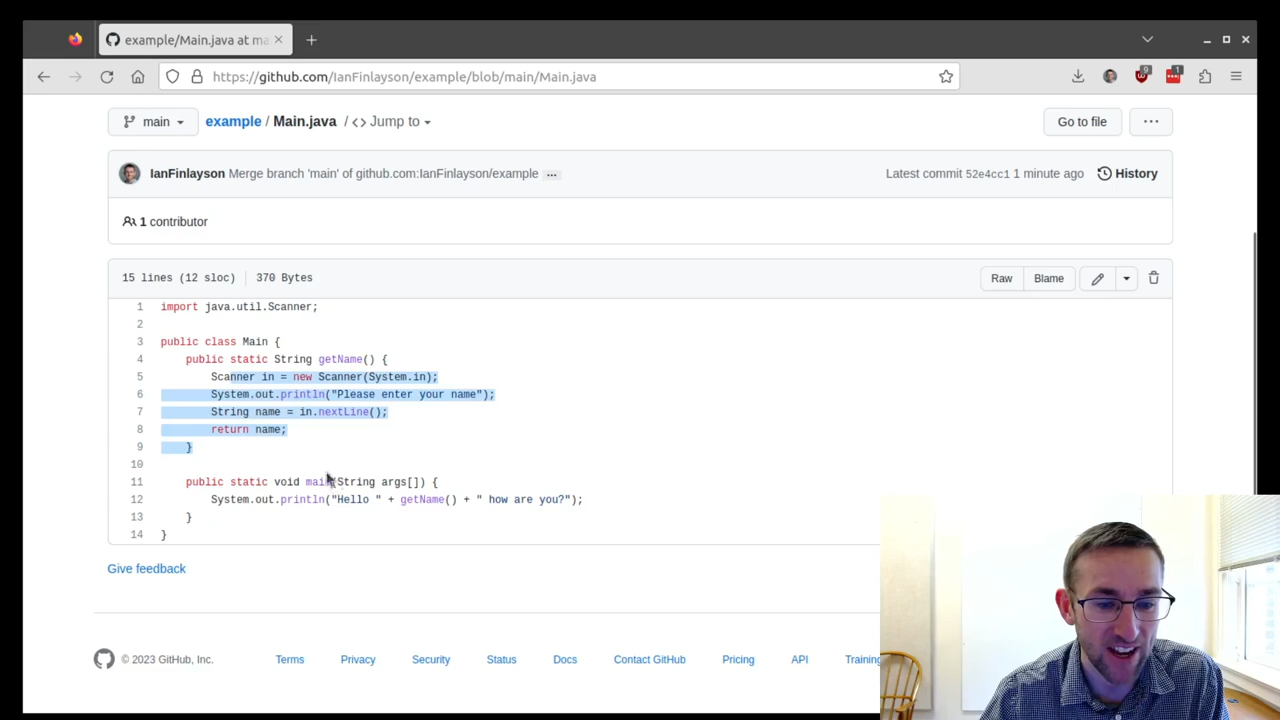 example/Main.java at ma
https://github.com/IanFinlayson/example/blob/main/Main.java
9
1
main
example / Main.java / <> Jump to
Go to file
...
IanFinlayson Merge branch 'main' of github.com:IanFinlayson/example ...
Latest commit 52e4cc1 1 minute ago
History
1 contributor
15 lines (12 sloc) 370 Bytes
Raw
Blame
1 import java.util.Scanner;
2
3 public class Main {
4 public static String getName() {
5 Scanner in = new Scanner(System.in);
6 System.out.println("Please enter your name");
7 String name = in.nextLine();
8 return name;
9 }
10
11 public static void main(String args[]) {
12 System.out.println("Hello " + getName() + " how are you?");
13 }
14 }
Give feedback
© 2023 GitHub, Inc.
Terms
Privacy
Security
Status
Docs
Contact GitHub
Pricing
API
Training